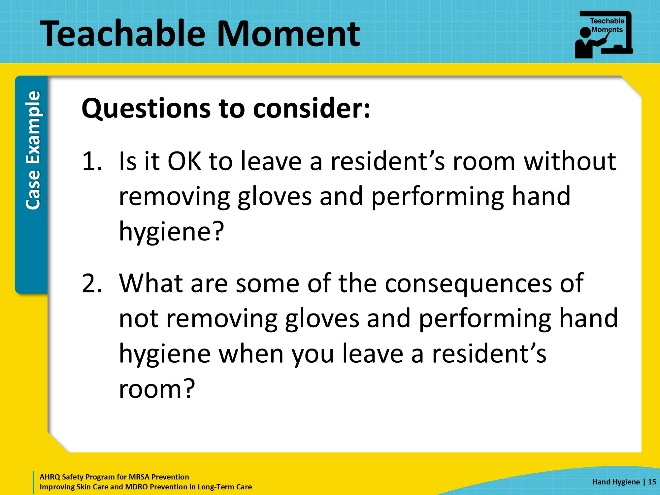 Teachable Moment
Teachable
Moments
Case Example
Questions to consider:
1. Is it OK to leave a resident’s room without
removing gloves and performing hand
hygiene?
2. What are some of the consequences of
not removing gloves and performing hand
hygiene when you leave a resident’s
room?
AHRQ Safety Program for MRSA Prevention
Improving Skin Care and MDRO Prevention in Long-Term Care
Hand Hygiene | 15